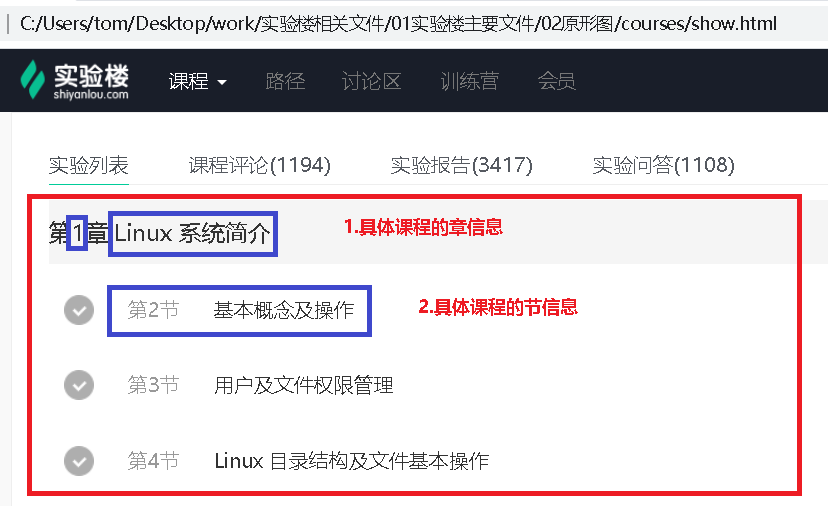 C:/Users/tom/Desktop/work/实验楼相关文件/01实验楼主要文件/02原形图/courses/show.html
实验楼 课程 路径 讨论区 训练营 会员
shiyanlou.com
实验列表 课程评论(1194) 实验报告(3417) 实验问答(1108)
第1章 Linux 系统简介 1.具体课程的章信息
第2节 基本概念及操作 2.具体课程的节信息
第3节 用户及文件权限管理
第4节 Linux 目录结构及文件基本操作